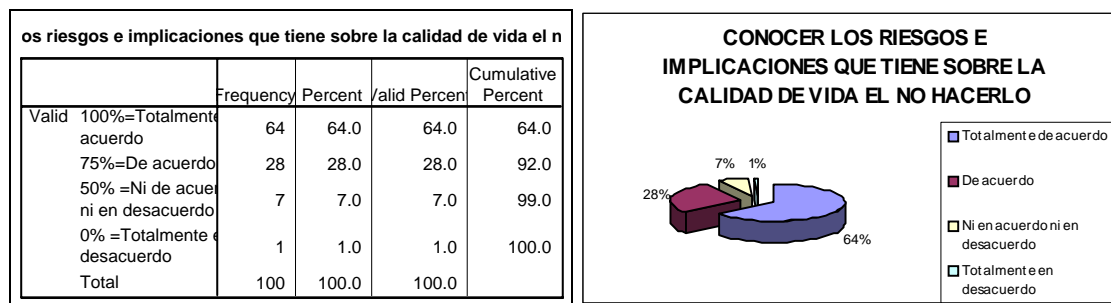 os riesgos e implicaciones que tiene sobre la calidad de vida el n
Frequency Percent Valid Percent Cumulative Percent
Valid 100%=Totalmente acuerdo 64 64.0 64.0 64.0
75%=De acuerdo 28 28.0 28.0 92.0
50% =Ni de acuer ni en desacuerdo 7 7.0 7.0 99.0
0% =Totalmente e desacuerdo 1 1.0 1.0 100.0
Total 100 100.0 100.0
CONOCER LOS RIESGOS E
IMPLICACIONES QUE TIENE SOBRE LA
CALIDAD DE VIDA EL NO HACERLO
7% 1%
28%
64%
Totalmente de acuerdo
De acuerdo
Ni en acuerdo ni en
desacuerdo
Totalmente en
desacuerdo